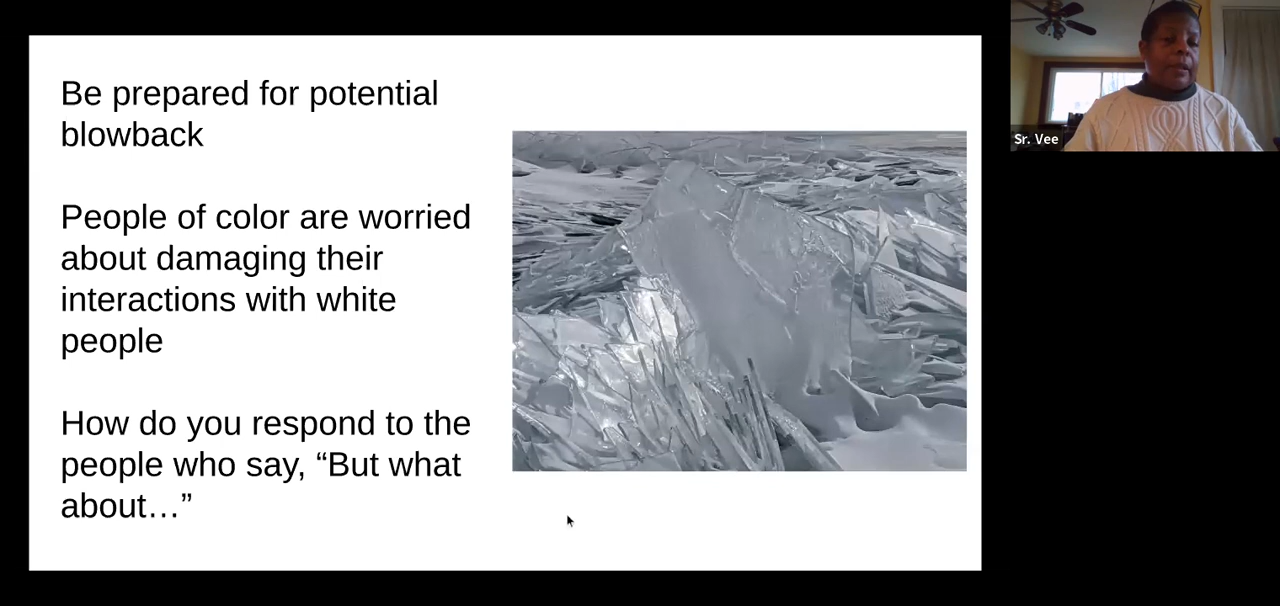 Be prepared for potential
blowback
People of color are worried
about damaging their
interactions with white
people
How do you respond to the
people who say, “But what
about…”
Sr. Vee